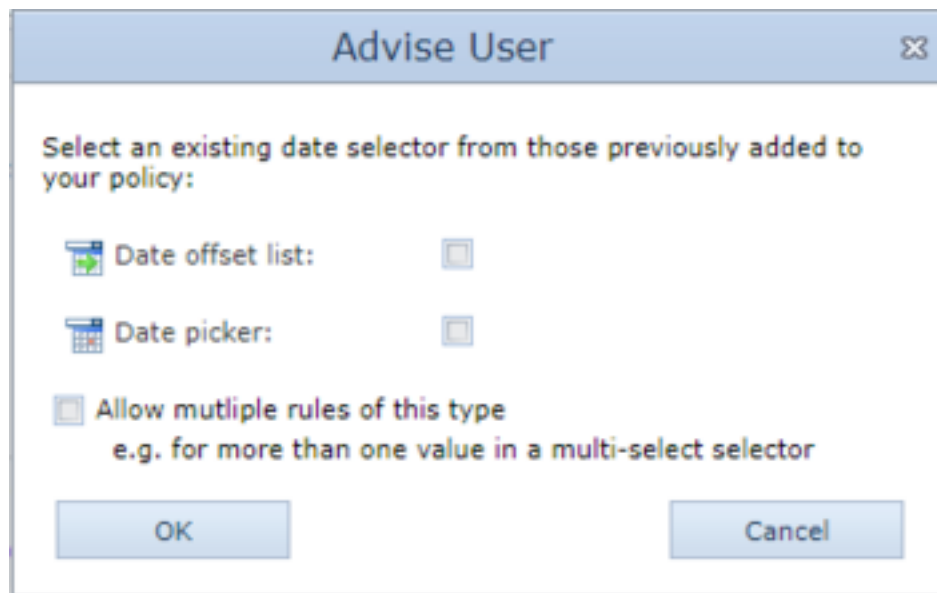 Advise User
Select an existing date selector from those previously added to
your policy:
Date offset list:
Date picker:
Allow mutliple rules of this type
e.g. for more than one value in a multi-select selector
OK
Cancel